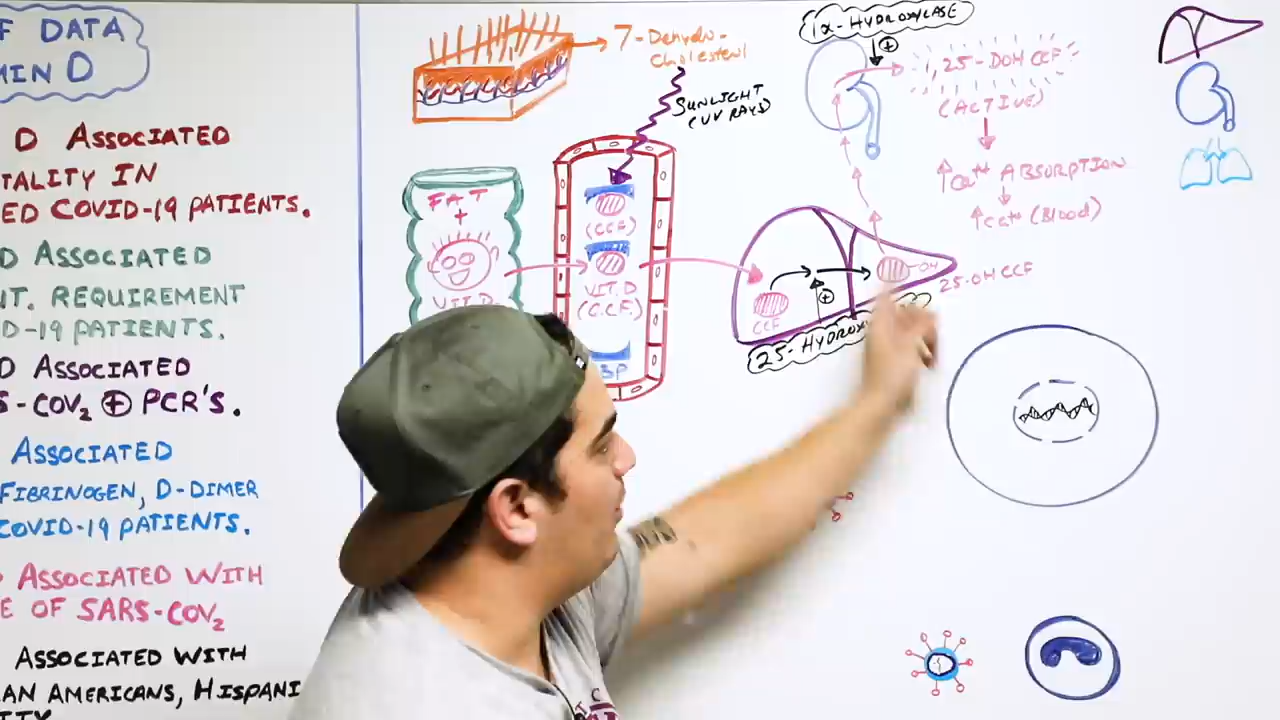 F DATA
MIN D
D ASSOCIATED
TALITY IN
ED COVID-19 PATIENTS.
D ASSOCIATED
NT. REQUIREMENT
D-19 PATIENTS.
D ASSOCIATED
S-COV2 + PCR'S.
ASSOCIATED
FIBRINOGEN, D-DIMER
COVID-19 PATIENTS.
ASSOCIATED WITH
E OF SARS-COV2
ASSOCIATED WITH
AN AMERICANS, HISPANI
7-Dehydro-
Cholesterol
SUNLIGHT
(UV RAYS)
FAT
+
VIT.D
(CCF)
VIT.D
(C.C.F.)
BP
CCF
+
25-HYDROXY
OH
25-OH CCF
1α-HYDROXYLASE
+
1,25-DOH CCF
(ACTIVE)
↑Ca++ ABSORPTION
↑Ca++ (Blood)